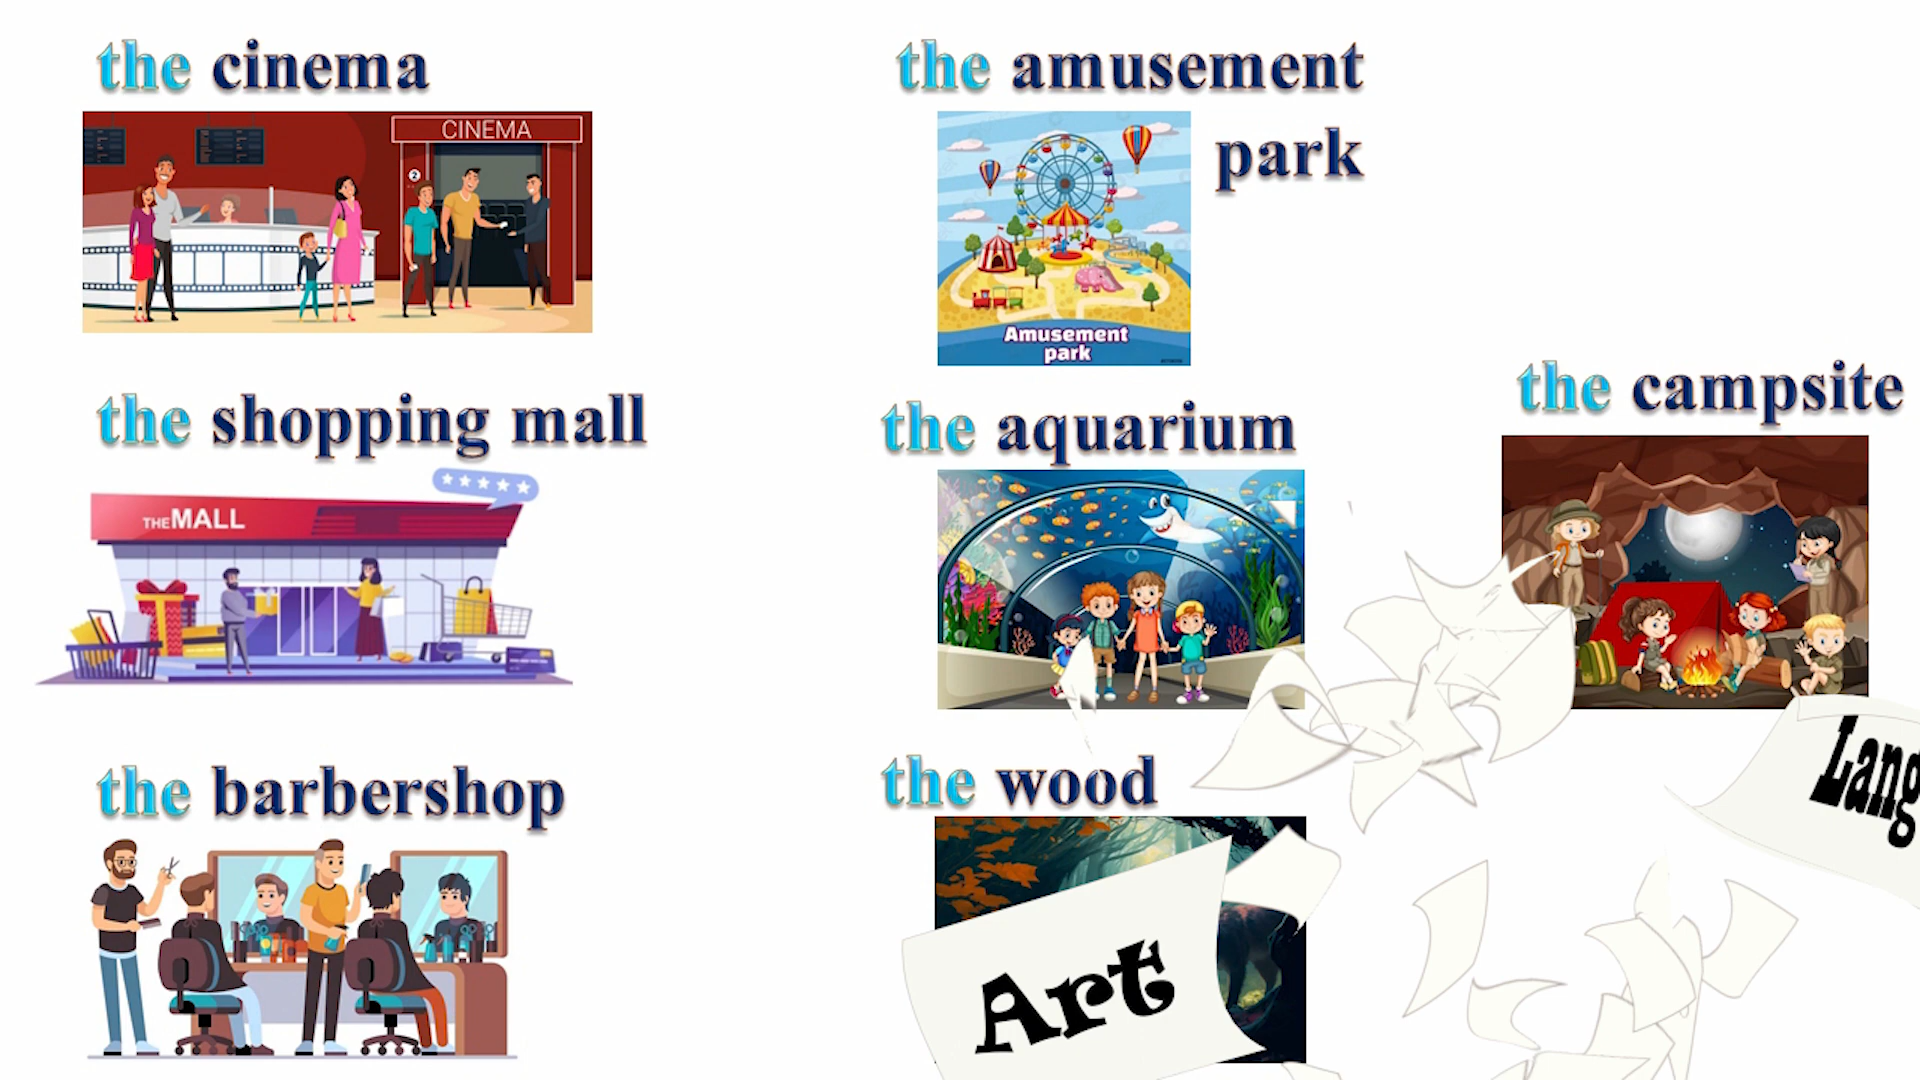 the cinema
CINEMA
2
the shopping mall
THE MALL
the barbershop
the amusement
park
Amusement
park
the aquarium
the wood
Art
the campsite
Lang